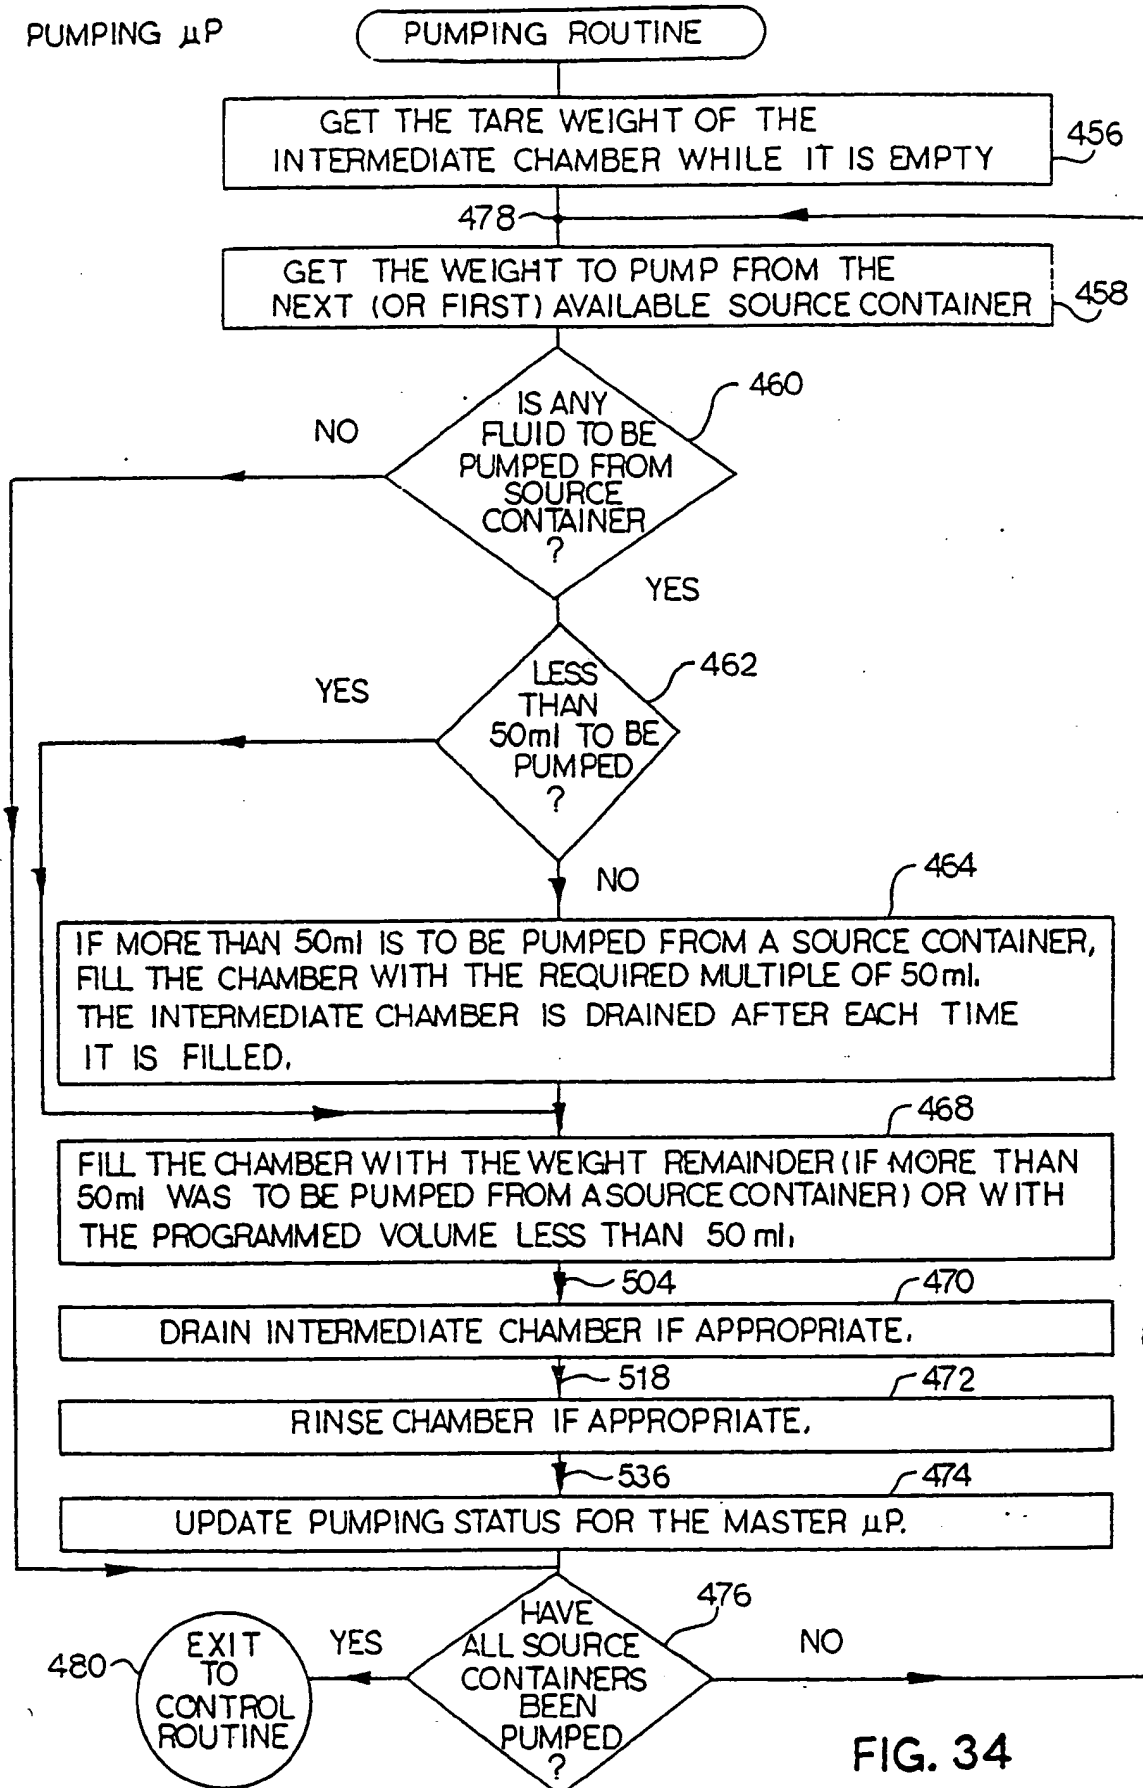 PUMPING μP
PUMPING ROUTINE
GET THE TARE WEIGHT OF THE
INTERMEDIATE CHAMBER WHILE IT IS EMPTY
456
478
GET THE WEIGHT TO PUMP FROM THE
NEXT (OR FIRST) AVAILABLE SOURCE CONTAINER
458
460
IS ANY
FLUID TO BE
PUMPED FROM
SOURCE
CONTAINER
?
NO
YES
462
LESS
THAN
50ml TO BE
PUMPED
?
YES
NO
464
IF MORE THAN 50ml IS TO BE PUMPED FROM A SOURCE CONTAINER,
FILL THE CHAMBER WITH THE REQUIRED MULTIPLE OF 50ml.
THE INTERMEDIATE CHAMBER IS DRAINED AFTER EACH TIME
IT IS FILLED.
468
FILL THE CHAMBER WITH THE WEIGHT REMAINDER (IF MORE THAN
50ml WAS TO BE PUMPED FROM A SOURCE CONTAINER) OR WITH
THE PROGRAMMED VOLUME LESS THAN 50 ml.
504
470
DRAIN INTERMEDIATE CHAMBER IF APPROPRIATE.
518
472
RINSE CHAMBER IF APPROPRIATE.
536
474
UPDATE PUMPING STATUS FOR THE MASTER μP.
476
HAVE
ALL SOURCE
CONTAINERS
BEEN
PUMPED
?
YES
NO
480
EXIT
TO
CONTROL
ROUTINE
FIG. 34